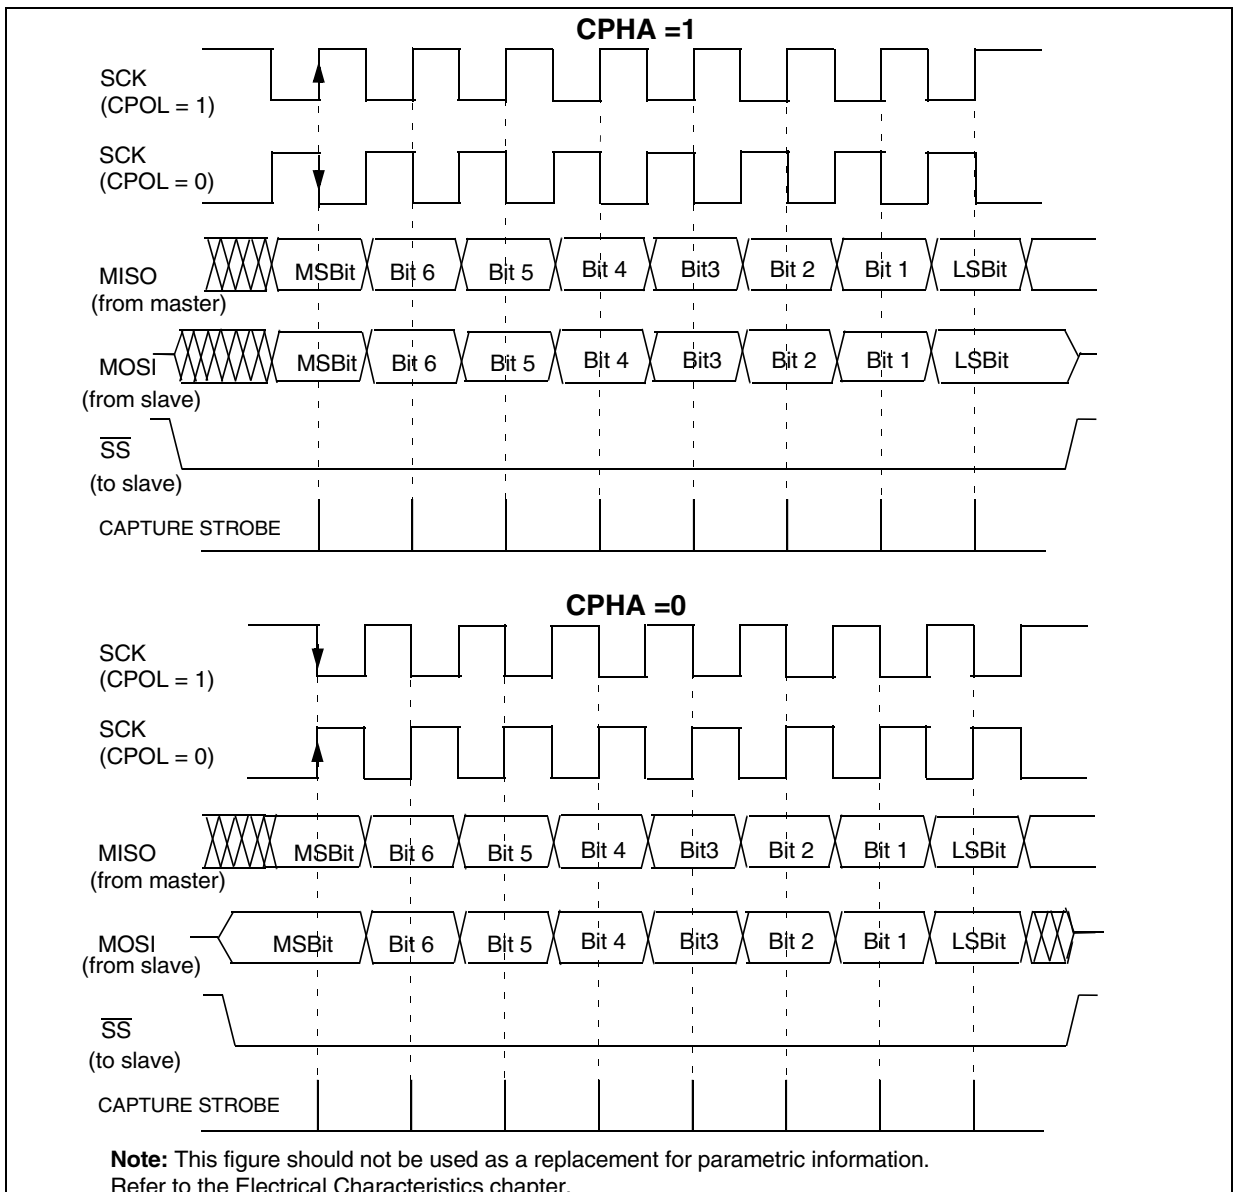 CPHA =1
SCK
(CPOL = 1)
SCK
(CPOL = 0)
MISO
(from master)
MSBit Bit 6 Bit 5 Bit 4 Bit3 Bit 2 Bit 1 LSBit
MOSI
(from slave)
MSBit Bit 6 Bit 5 Bit 4 Bit3 Bit 2 Bit 1 LSBit
SS
(to slave)
CAPTURE STROBE
CPHA =0
SCK
(CPOL = 1)
SCK
(CPOL = 0)
MISO
(from master)
MSBit Bit 6 Bit 5 Bit 4 Bit3 Bit 2 Bit 1 LSBit
MOSI
(from slave)
MSBit Bit 6 Bit 5 Bit 4 Bit3 Bit 2 Bit 1 LSBit
SS
(to slave)
CAPTURE STROBE
Note: This figure should not be used as a replacement for parametric information.
Refer to the Electrical Characteristics chapter.